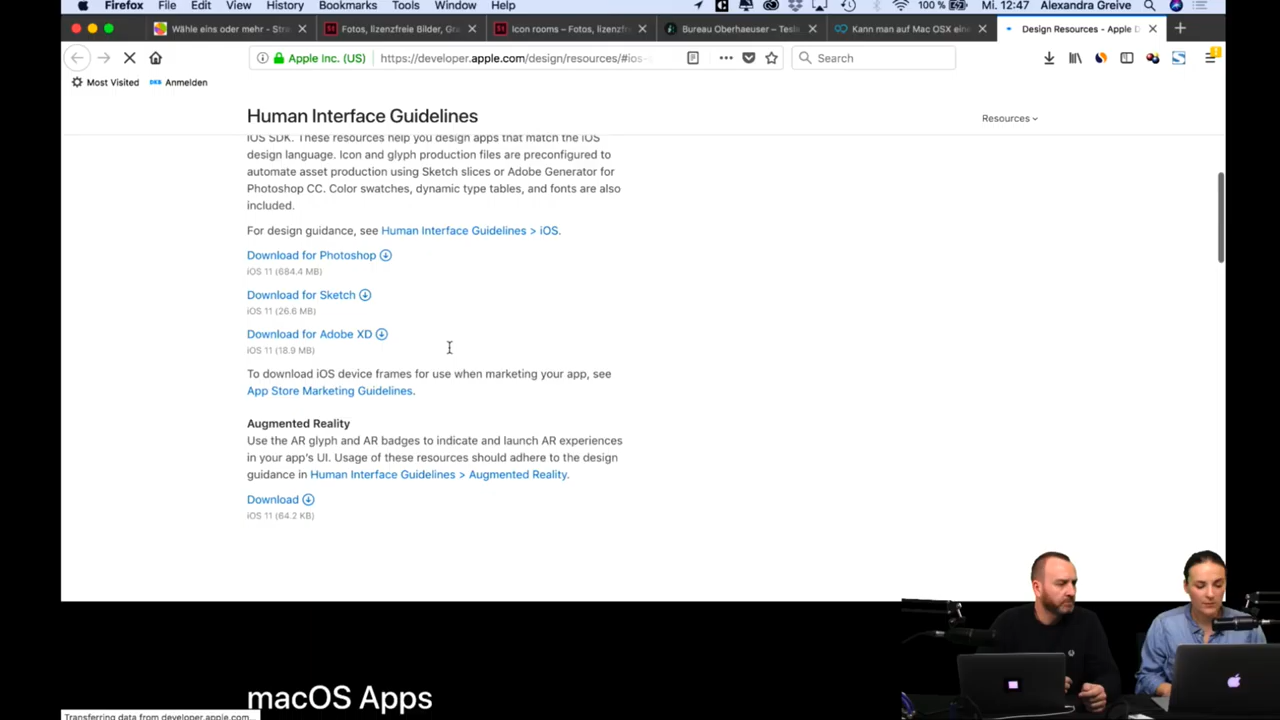 Firefox File Edit View History Bookmarks Tools Window Help 100 % Mi. 12:47 Alexandra Greive
Wähle eins oder mehr - Stra Fotos, lizenzfreie Bilder, Gra Icon rooms – Fotos, lizenzfr Bureau Oberhaeuser – Tesl Kann man auf Mac OSX ein Design Resources - Apple D
Apple Inc. (US) https://developer.apple.com/design/resources/#ios- Search
Most Visited Anmelden
Human Interface Guidelines
Resources
iOS SDK. These resources help you design apps that match the iOS
design language. Icon and glyph production files are preconfigured to
automate asset production using Sketch slices or Adobe Generator for
Photoshop CC. Color swatches, dynamic type tables, and fonts are also
included.
For design guidance, see Human Interface Guidelines > iOS.
Download for Photoshop
iOS 11 (684.4 MB)
Download for Sketch
iOS 11 (26.6 MB)
Download for Adobe XD
iOS 11 (18.9 MB)
To download iOS device frames for use when marketing your app, see
App Store Marketing Guidelines.
Augmented Reality
Use the AR glyph and AR badges to indicate and launch AR experiences
in your app's UI. Usage of these resources should adhere to the design
guidance in Human Interface Guidelines > Augmented Reality.
Download
iOS 11 (64.2 KB)
macOS Apps
Transferring data from developer.apple.com...